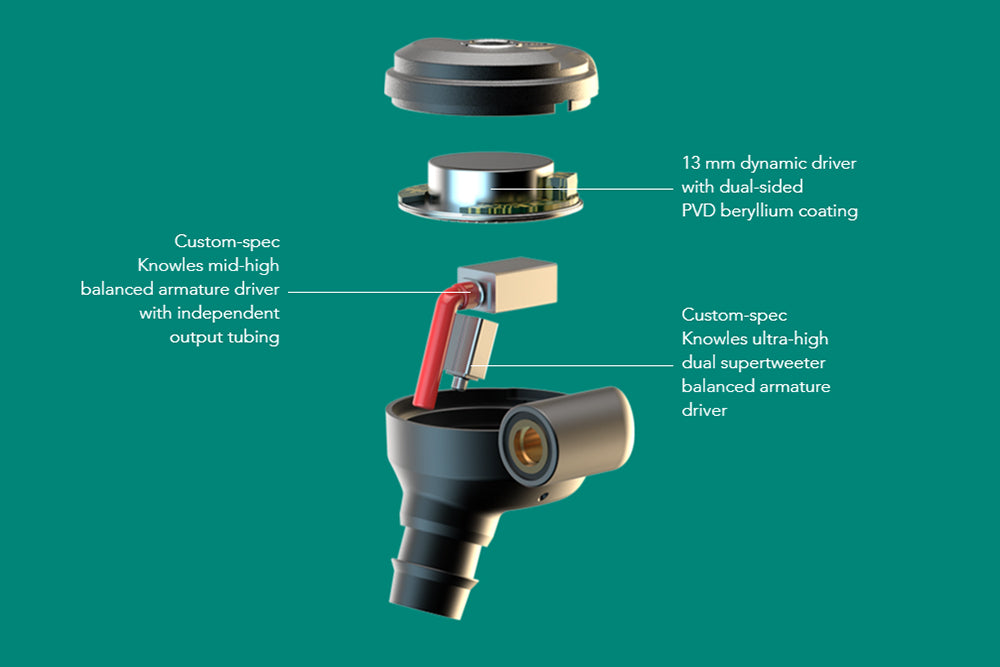 13 mm dynamic driver
with dual-sided
PVD beryllium coating
Custom-spec
Knowles mid-high
balanced armature driver
with independent
output tubing
Custom-spec
Knowles ultra-high
dual supertweeter
balanced armature
driver